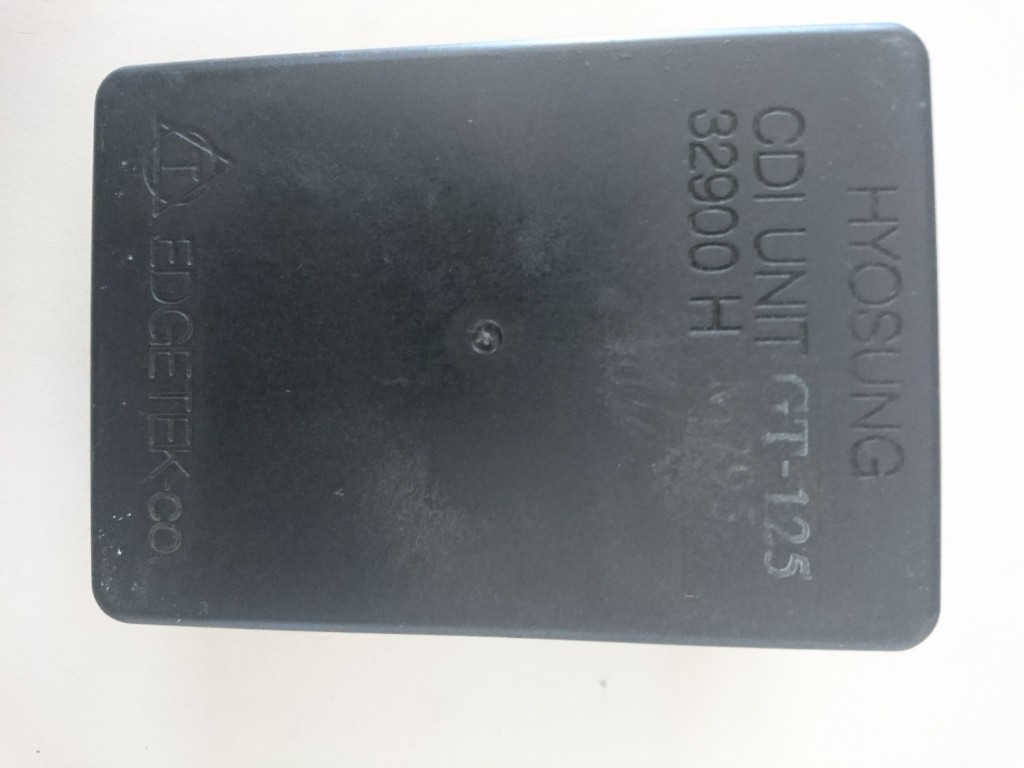 HYOSUNG
CDI UNIT GT-125
32900 H
T EDGETEK-CO.